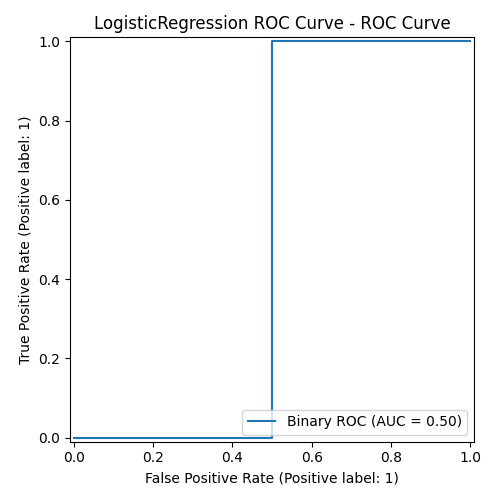 LogisticRegression ROC Curve - ROC Curve
1.0
0.8
0.6
0.4
0.2
0.0
True Positive Rate (Positive label: 1)
Binary ROC (AUC = 0.50)
0.0 0.2 0.4 0.6 0.8 1.0
False Positive Rate (Positive label: 1)